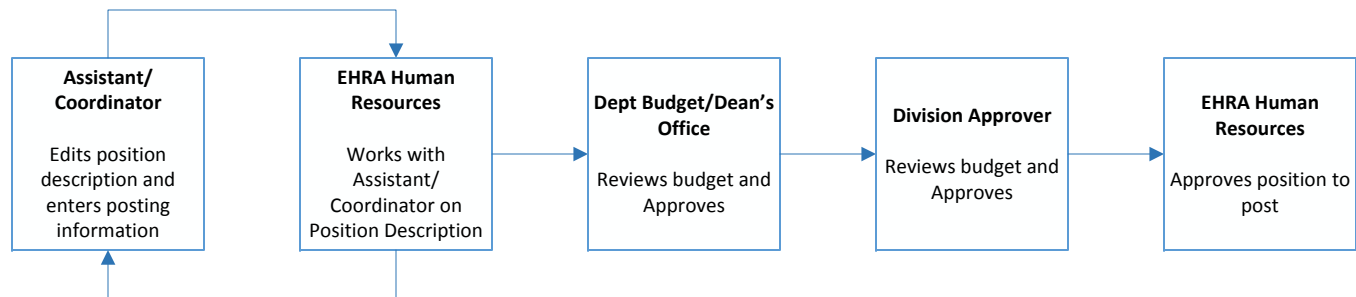 Assistant/
Coordinator
Edits position
description and
enters posting
information
EHRA Human
Resources
Works with
Assistant/
Coordinator on
Position Description
Dept Budget/Dean’s
Office
Reviews budget and
Approves
Division Approver
Reviews budget and
Approves
EHRA Human
Resources
Approves position to
post